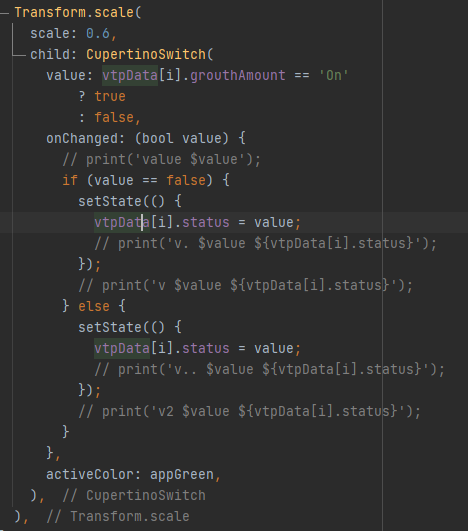 Transform.scale(
scale: 0.6,
child: CupertinoSwitch(
value: vtpData[i].grouthAmount == 'On'
? true
: false,
onChanged: (bool value) {
// print('value $value');
if (value == false) {
setState(() {
vtpData[i].status = value;
// print('v. $value ${vtpData[i].status}');
});
// print('v $value ${vtpData[i].status}');
} else {
setState(() {
vtpData[i].status = value;
// print('v.. $value ${vtpData[i].status}');
});
// print('v2 $value ${vtpData[i].status}');
}
},
activeColor: appGreen,
), // CupertinoSwitch
), // Transform.scale